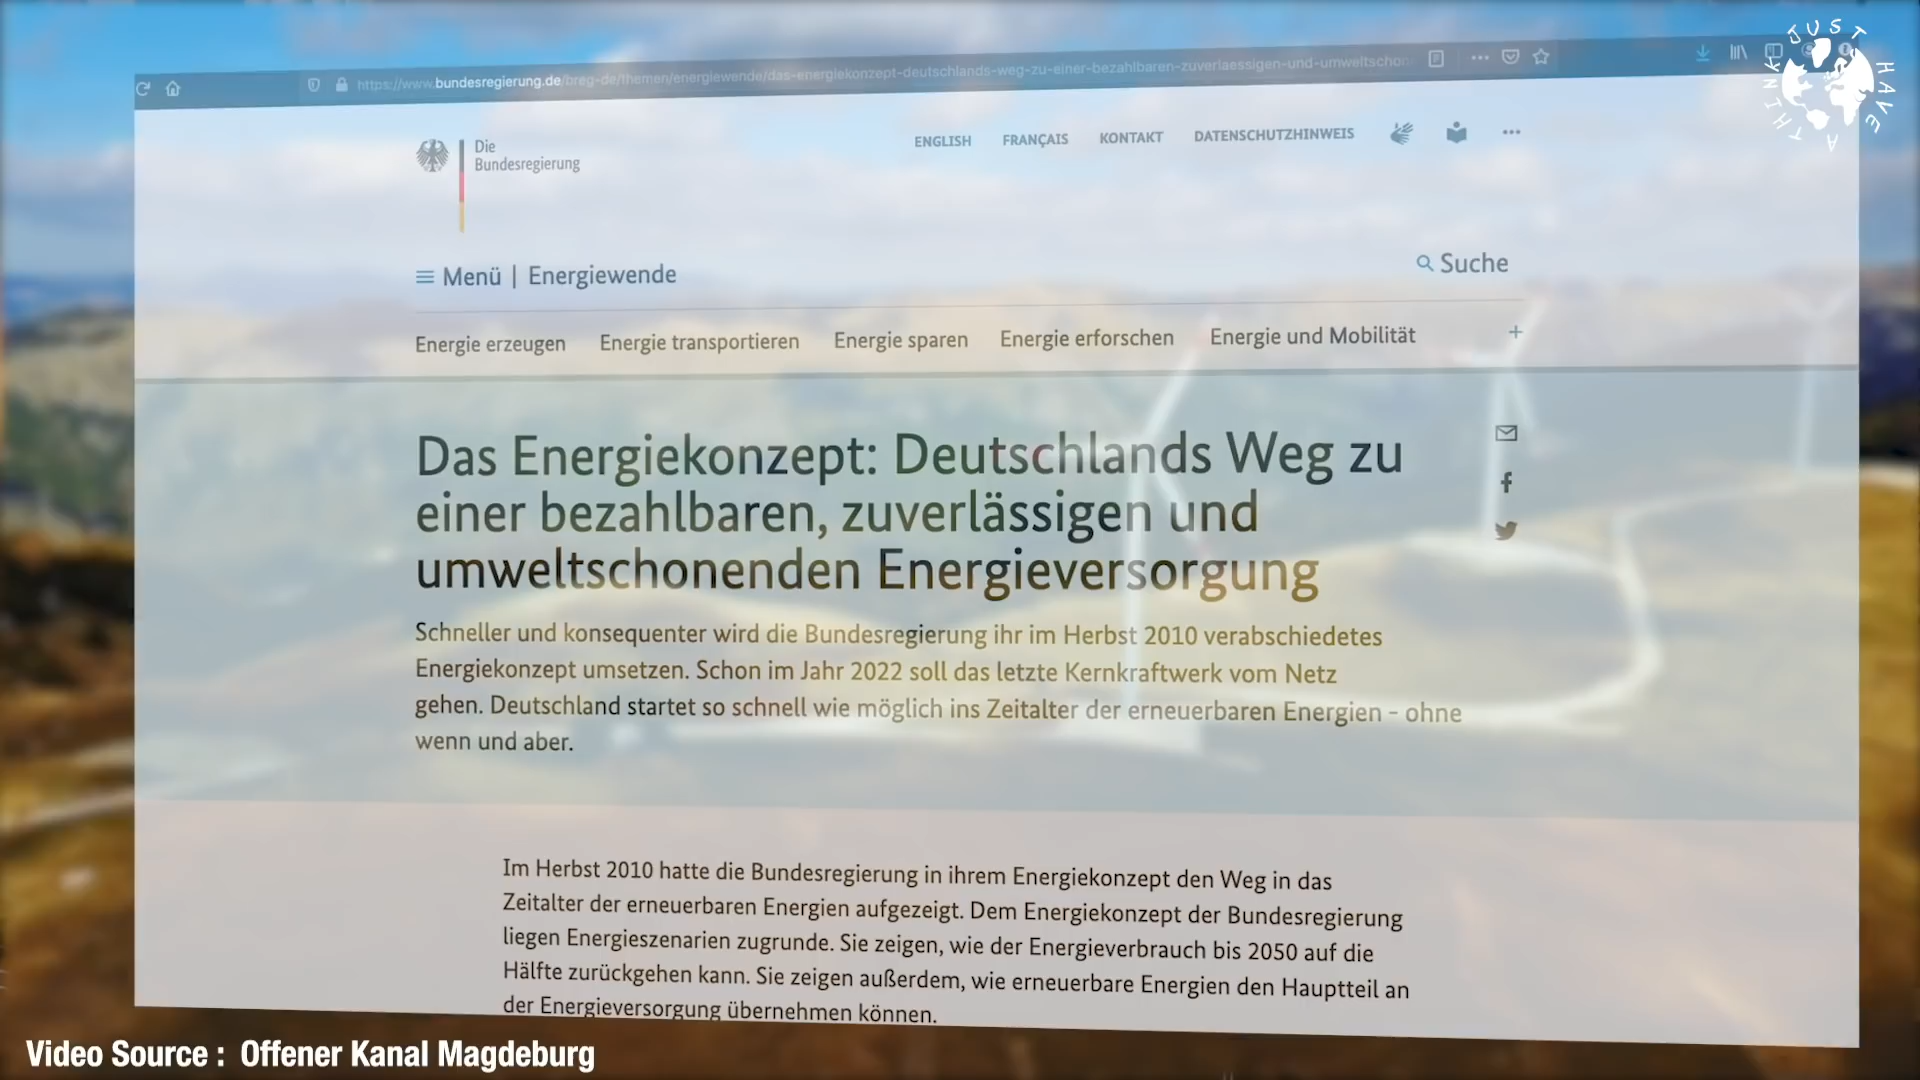 JUST HAVE A THINK
https://www.bundesregierung.de/breg-de/themen/energiewende/das-energiekonzept-deutschlands-weg-zu-einer-bezahlbaren-zuverlaessigen-und-umweltschon
Die
Bundesregierung
ENGLISH FRANÇAIS KONTAKT DATENSCHUTZHINWEIS
Menü | Energiewende
Suche
Energie erzeugen Energie transportieren Energie sparen Energie erforschen Energie und Mobilität +
Das Energiekonzept: Deutschlands Weg zu
einer bezahlbaren, zuverlässigen und
umweltschonenden Energieversorgung
Schneller und konsequenter wird die Bundesregierung ihr im Herbst 2010 verabschiedetes
Energiekonzept umsetzen. Schon im Jahr 2022 soll das letzte Kernkraftwerk vom Netz
gehen. Deutschland startet so schnell wie möglich ins Zeitalter der erneuerbaren Energien - ohne
wenn und aber.
Im Herbst 2010 hatte die Bundesregierung in ihrem Energiekonzept den Weg in das
Zeitalter der erneuerbaren Energien aufgezeigt. Dem Energiekonzept der Bundesregierung
liegen Energieszenarien zugrunde. Sie zeigen, wie der Energieverbrauch bis 2050 auf die
Hälfte zurückgehen kann. Sie zeigen außerdem, wie erneuerbare Energien den Hauptteil an
der Energieversorgung übernehmen können.
Video Source : Offener Kanal Magdeburg